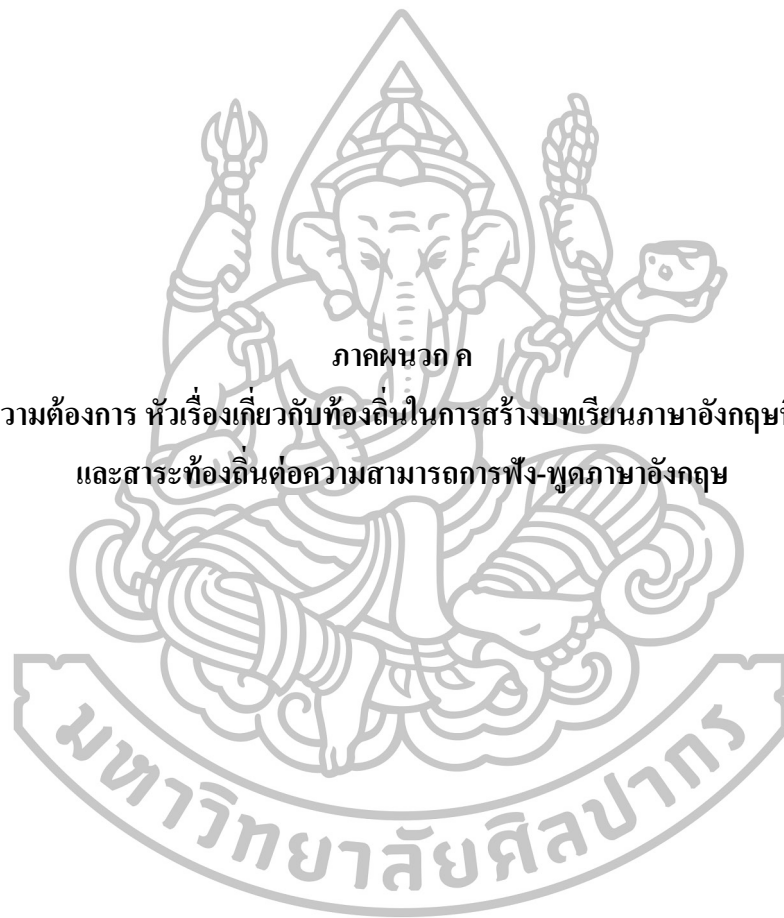 ภาคผนวก ค
วามต้องการ หัวเรื่องเกี่ยวกับท้องถิ่นในการสร้างบทเรียนภาษาอังกฤษ
และสาระท้องถิ่นต่อความสามารถการฟัง-พูดภาษาอังกฤษ
มหาวิทยาลัยศิลปากร